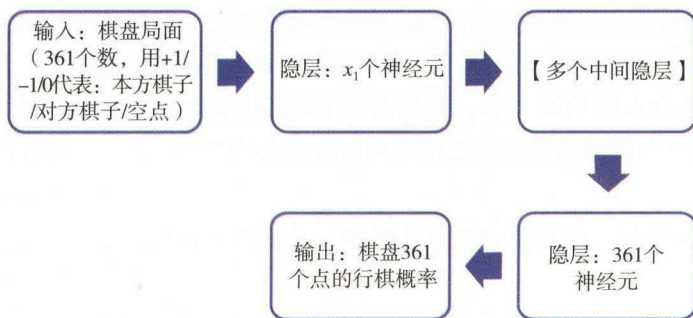 输入：棋盘局面
（361个数，用+1/
-1/0代表：本方棋子
/对方棋子/空点）
隐层：x₁个神经元
【多个中间隐层】
隐层：361个
神经元
输出：棋盘361
个点的行棋概率